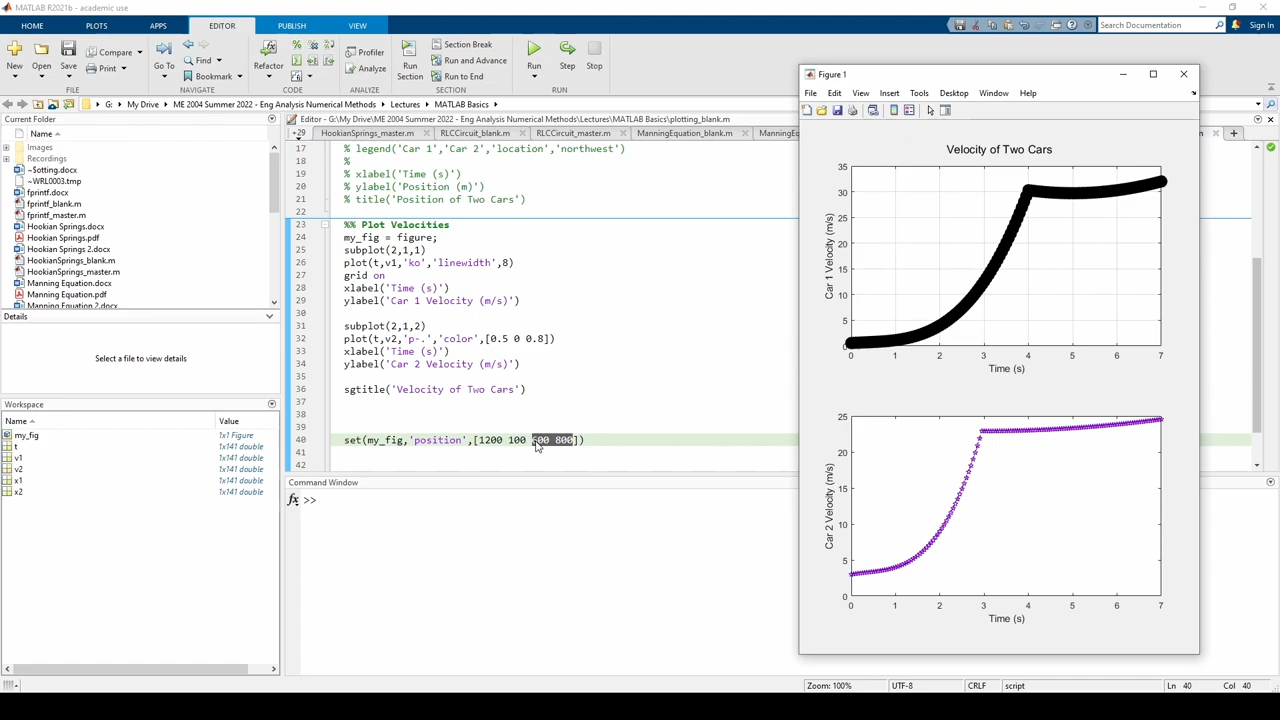 MATLAB R2021b - academic use
HOME PLOTS APPS EDITOR PUBLISH VIEW
Search Documentation
Sign In
New Open Save Compare Print Go To Find Bookmark Refactor Profiler Analyze Run Section Section Break Run and Advance Run to End Run Step Stop
FILE NAVIGATE CODE ANALYZE SECTION RUN
G: My Drive ME 2004 Summer 2022 - Eng Analysis Numerical Methods Lectures MATLAB Basics
Current Folder
Name
Images
Recordings
~$otting.docx
~WRL0003.tmp
fprintf.docx
fprintf_blank.m
fprintf_master.m
Hookian Springs.docx
Hookian Springs.pdf
Hookian Springs 2.docx
HookianSprings_blank.m
HookianSprings_master.m
Manning Equation.docx
Manning Equation.pdf
Manning Equation 2.docx
Details
Select a file to view details
Workspace
Name Value
my_fig 1x1 Figure
t 1x141 double
v1 1x141 double
v2 1x141 double
x1 1x141 double
x2 1x141 double
Editor - G:\My Drive\ME 2004 Summer 2022 - Eng Analysis Numerical Methods\Lectures\MATLAB Basics\plotting_blank.m
+29 HookianSprings_master.m RLCCircuit_blank.m RLCCircuit_master.m ManningEquation_blank.m ManningEq
17 % legend('Car 1','Car 2','location','northwest')
18 %
19 % xlabel('Time (s)')
20 % ylabel('Position (m)')
21 % title('Position of Two Cars')
22
23 %% Plot Velocities
24 my_fig = figure;
25 subplot(2,1,1)
26 plot(t,v1,'ko','linewidth',8)
27 grid on
28 xlabel('Time (s)')
29 ylabel('Car 1 Velocity (m/s)')
30
31 subplot(2,1,2)
32 plot(t,v2,'p-.','color',[0.5 0 0.8])
33 xlabel('Time (s)')
34 ylabel('Car 2 Velocity (m/s)')
35
36 sgtitle('Velocity of Two Cars')
37
38
39
40 set(my_fig,'position',[1200 100 600 800])
41
42
Command Window
fx >>
Figure 1
File Edit View Insert Tools Desktop Window Help
Velocity of Two Cars
Car 1 Velocity (m/s)
35
30
25
20
15
10
5
0
0 1 2 3 4 5 6 7
Time (s)
Car 2 Velocity (m/s)
25
20
15
10
5
0
0 1 2 3 4 5 6 7
Time (s)
Zoom: 100% UTF-8 CRLF script Ln 40 Col 40